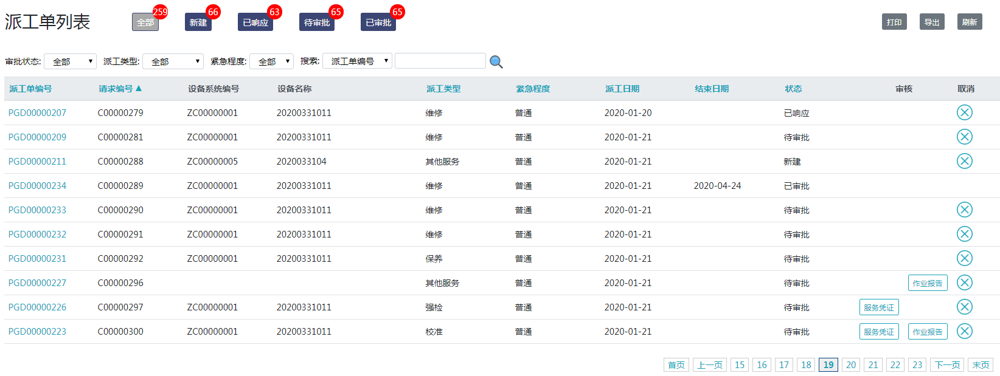 派工单列表 全部 259 新建 66 已响应 63 待审批 65 已审批 65 打印 导出 刷新
审批状态: 全部 派工类型: 全部 紧急程度: 全部 搜索: 派工单编号
派工单编号 请求编号▲ 设备系统编号 设备名称 派工类型 紧急程度 派工日期 结束日期 状态 审核 取消
PGD00000207 C00000279 ZC00000001 20200331011 维修 普通 2020-01-20 已响应
PGD00000209 C00000281 ZC00000001 20200331011 维修 普通 2020-01-21 待审批
PGD00000211 C00000288 ZC00000005 2020033104 其他服务 普通 2020-01-21 新建
PGD00000234 C00000289 ZC00000001 20200331011 维修 普通 2020-01-21 2020-04-24 已审批
PGD00000233 C00000290 ZC00000001 20200331011 维修 普通 2020-01-21 待审批
PGD00000232 C00000291 ZC00000001 20200331011 维修 普通 2020-01-21 待审批
PGD00000231 C00000292 ZC00000001 20200331011 保养 普通 2020-01-21 待审批
PGD00000227 C00000296 其他服务 普通 2020-01-21 待审批 作业报告
PGD00000226 C00000297 ZC00000001 20200331011 强检 普通 2020-01-21 待审批 服务凭证
PGD00000223 C00000300 ZC00000001 20200331011 校准 普通 2020-01-21 待审批 服务凭证 作业报告
首页 上一页 15 16 17 18 19 20 21 22 23 下一页 末页